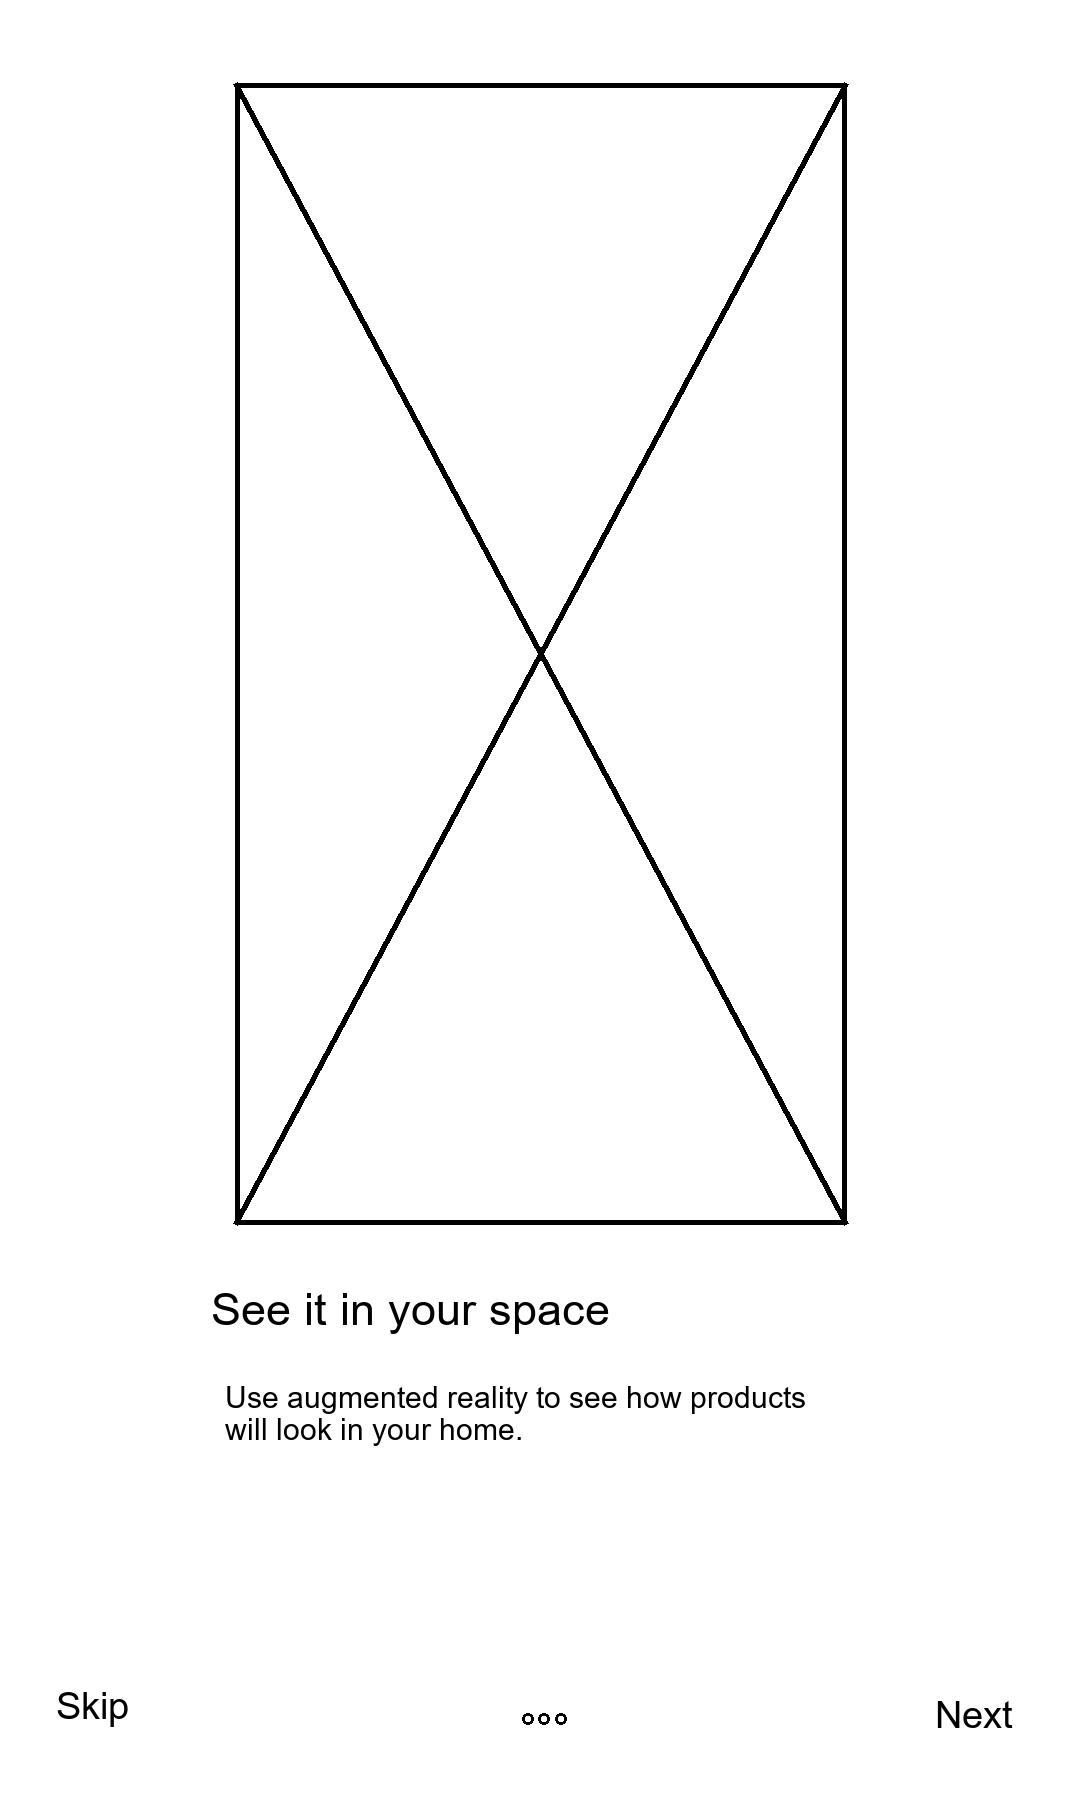 See it in your space
Use augmented reality to see how products
will look in your home.
Skip
Next